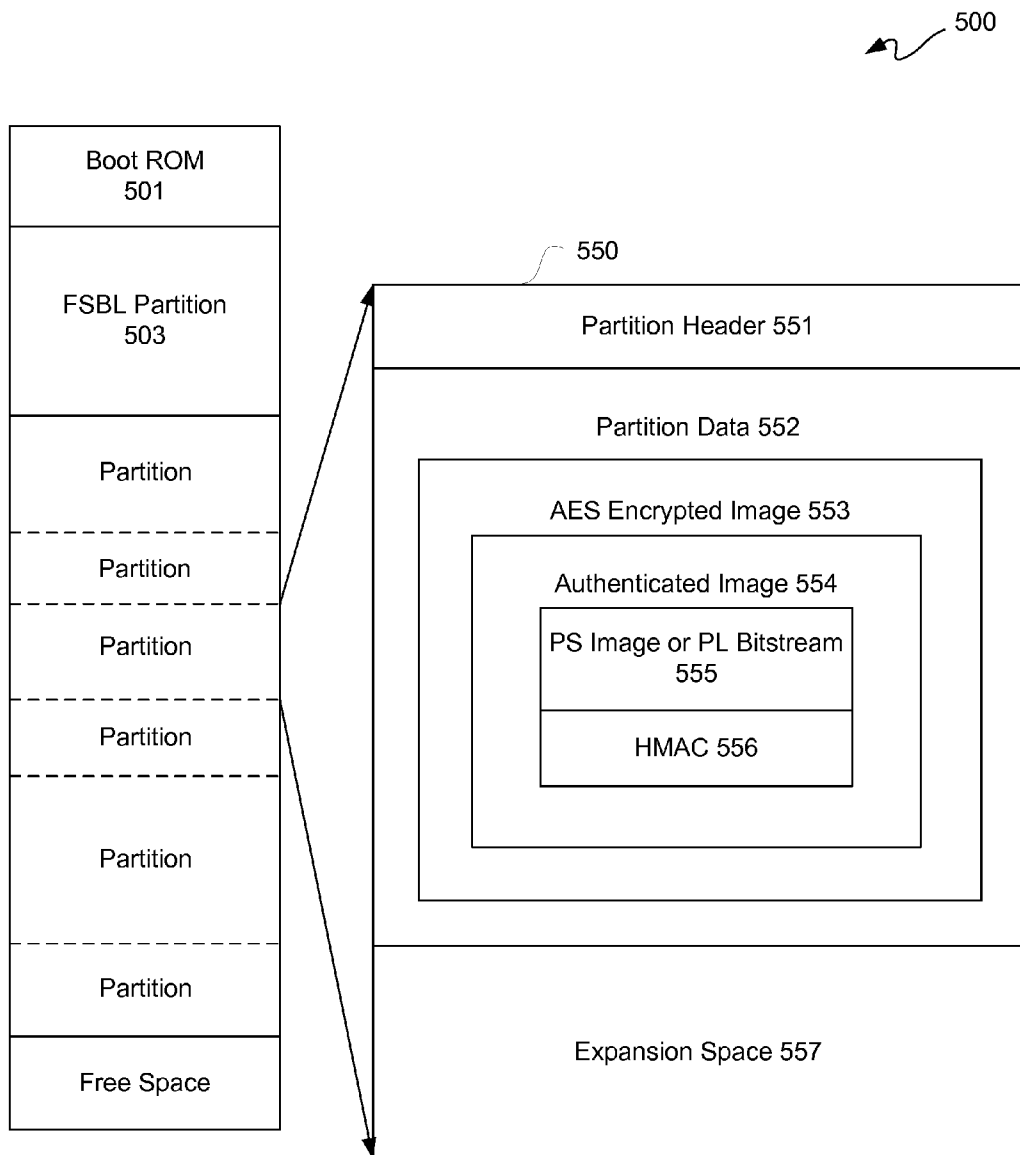 500
Boot ROM
501
FSBL Partition
503
Partition
Partition
Partition
Partition
Partition
Partition
Free Space
550
Partition Header 551
Partition Data 552
AES Encrypted Image 553
Authenticated Image 554
PS Image or PL Bitstream
555
HMAC 556
Expansion Space 557